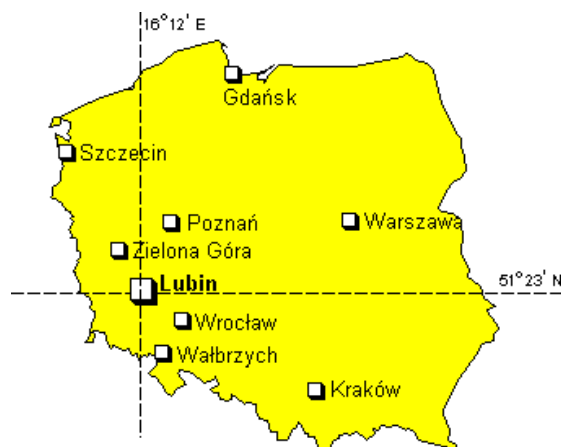 16°12' E
Gdańsk
Szczecin
Poznań
Warszawa
Zielona Góra
Lubin
51°23' N
Wrocław
Wałbrzych
Kraków